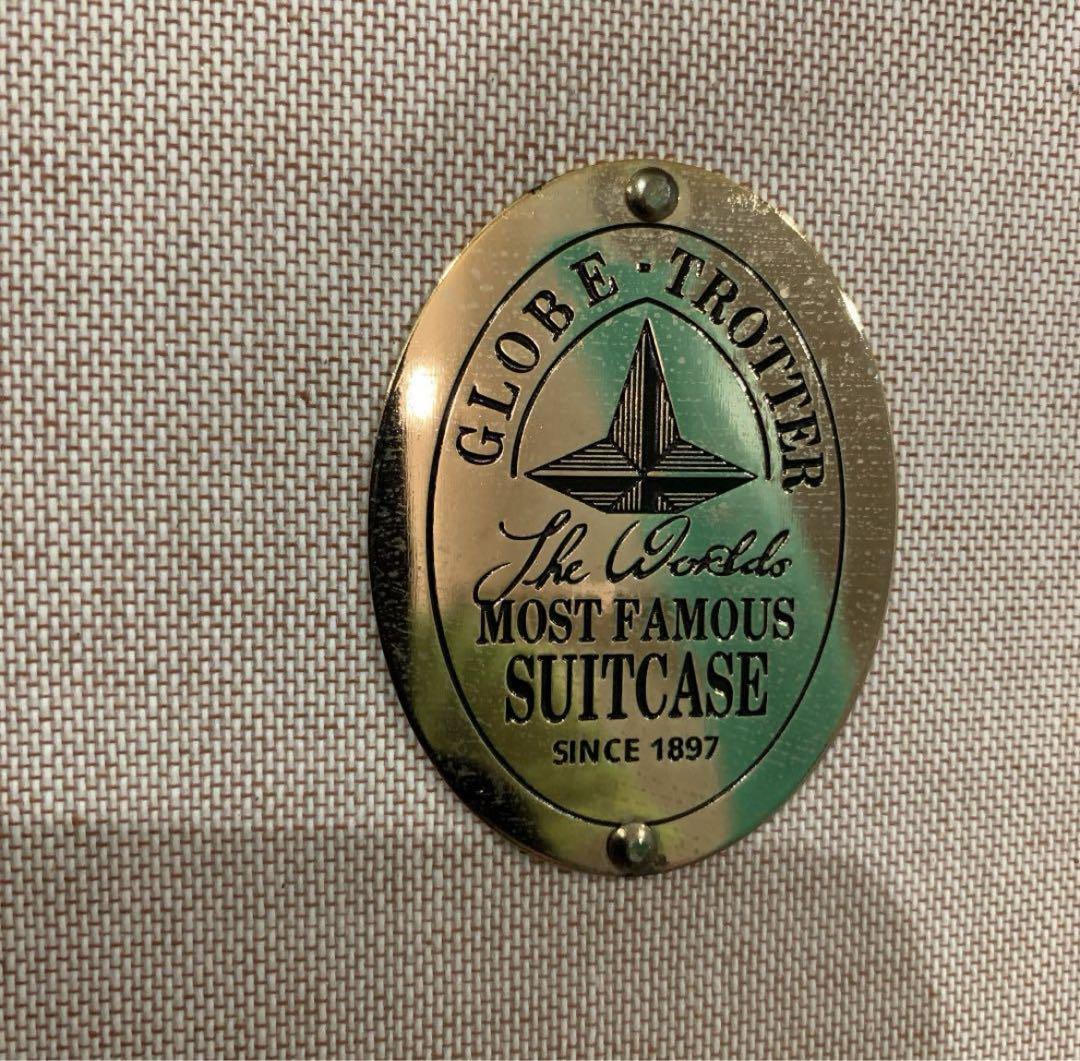 GLOBE · TROTTER
The Worlds
MOST FAMOUS
SUITCASE
SINCE 1897